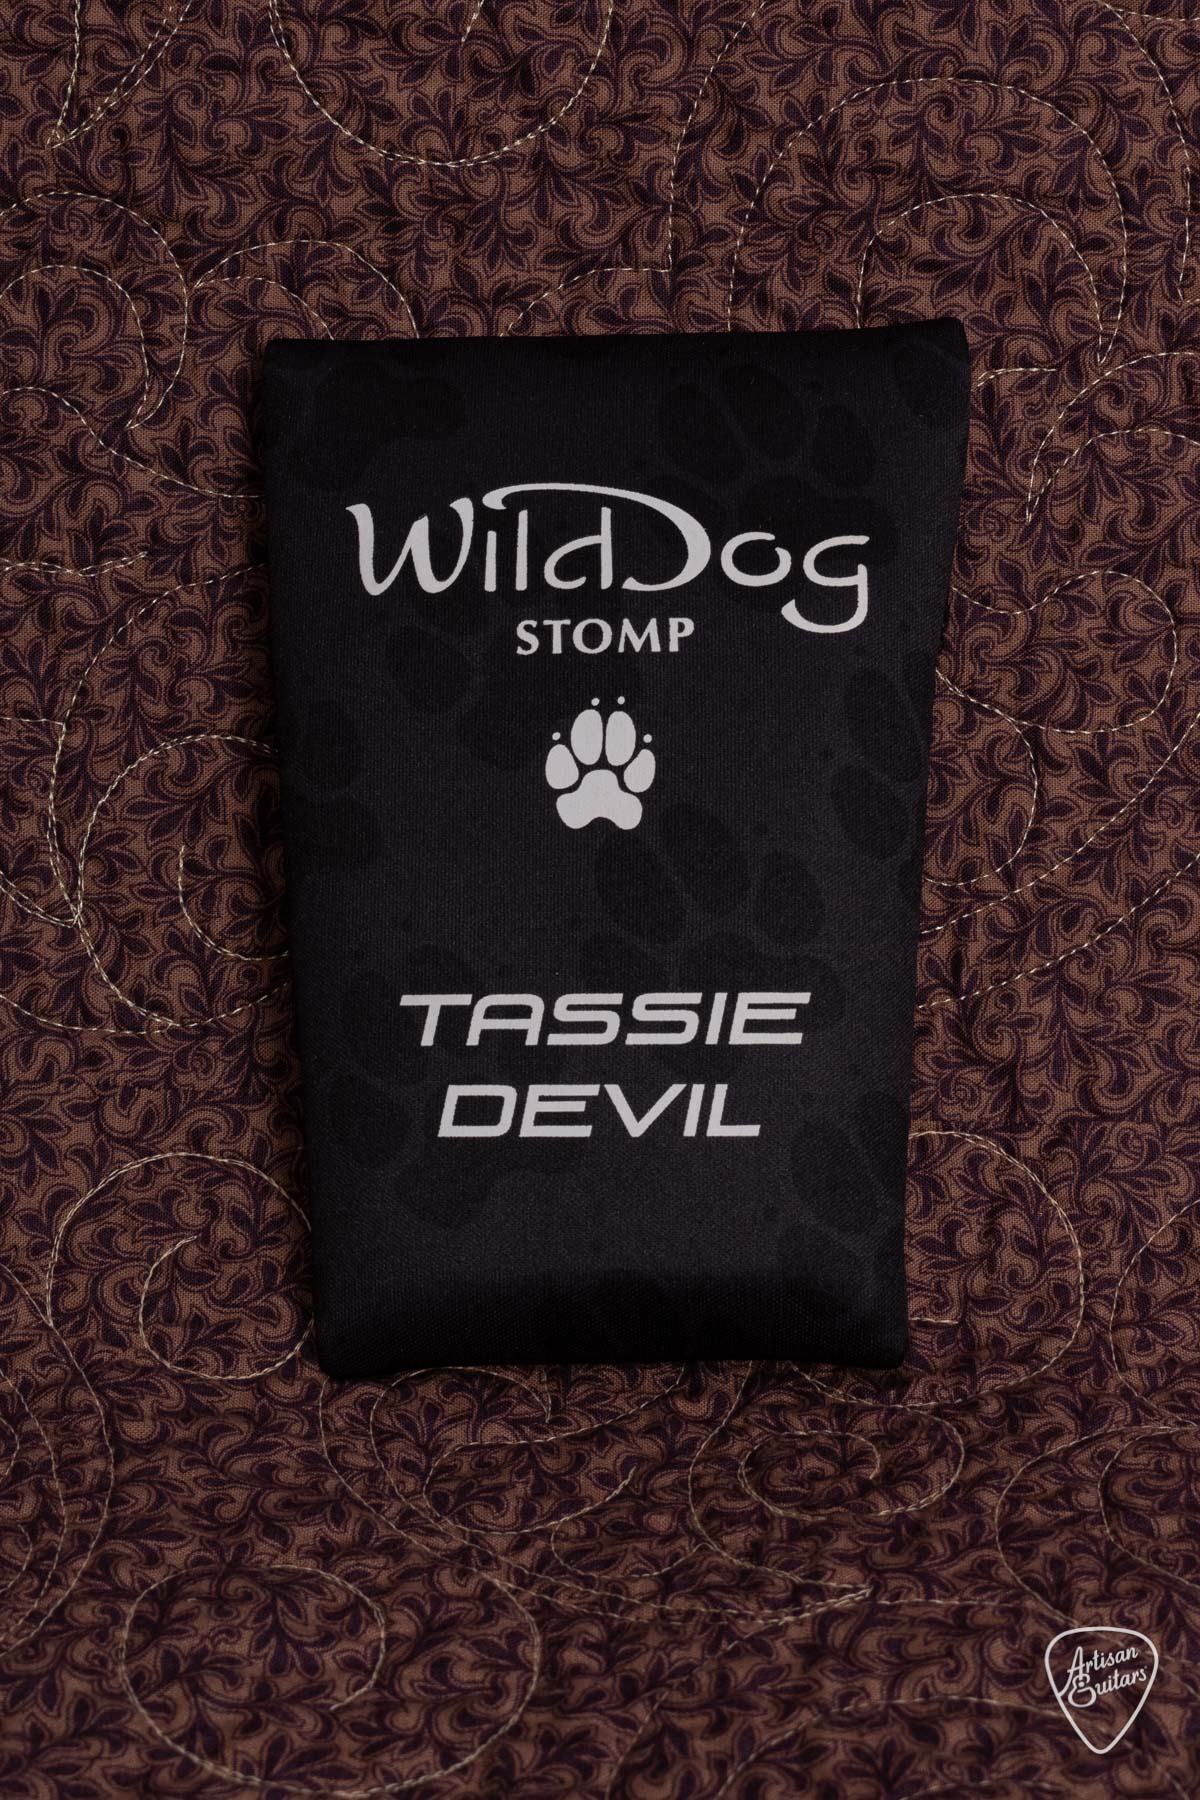 WildDog
STOMP
TASSIE
DEVIL
Artisan
Guitars